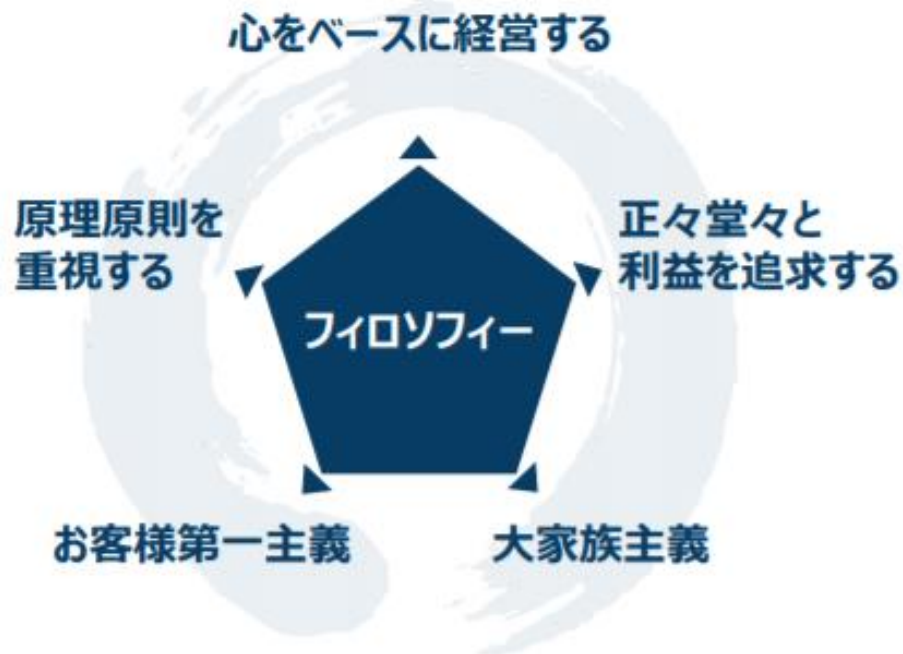 心をベースに経営する
原理原則を
重視する
正々堂々と
利益を追求する
フィロソフィー
お客様第一主義
大家族主義